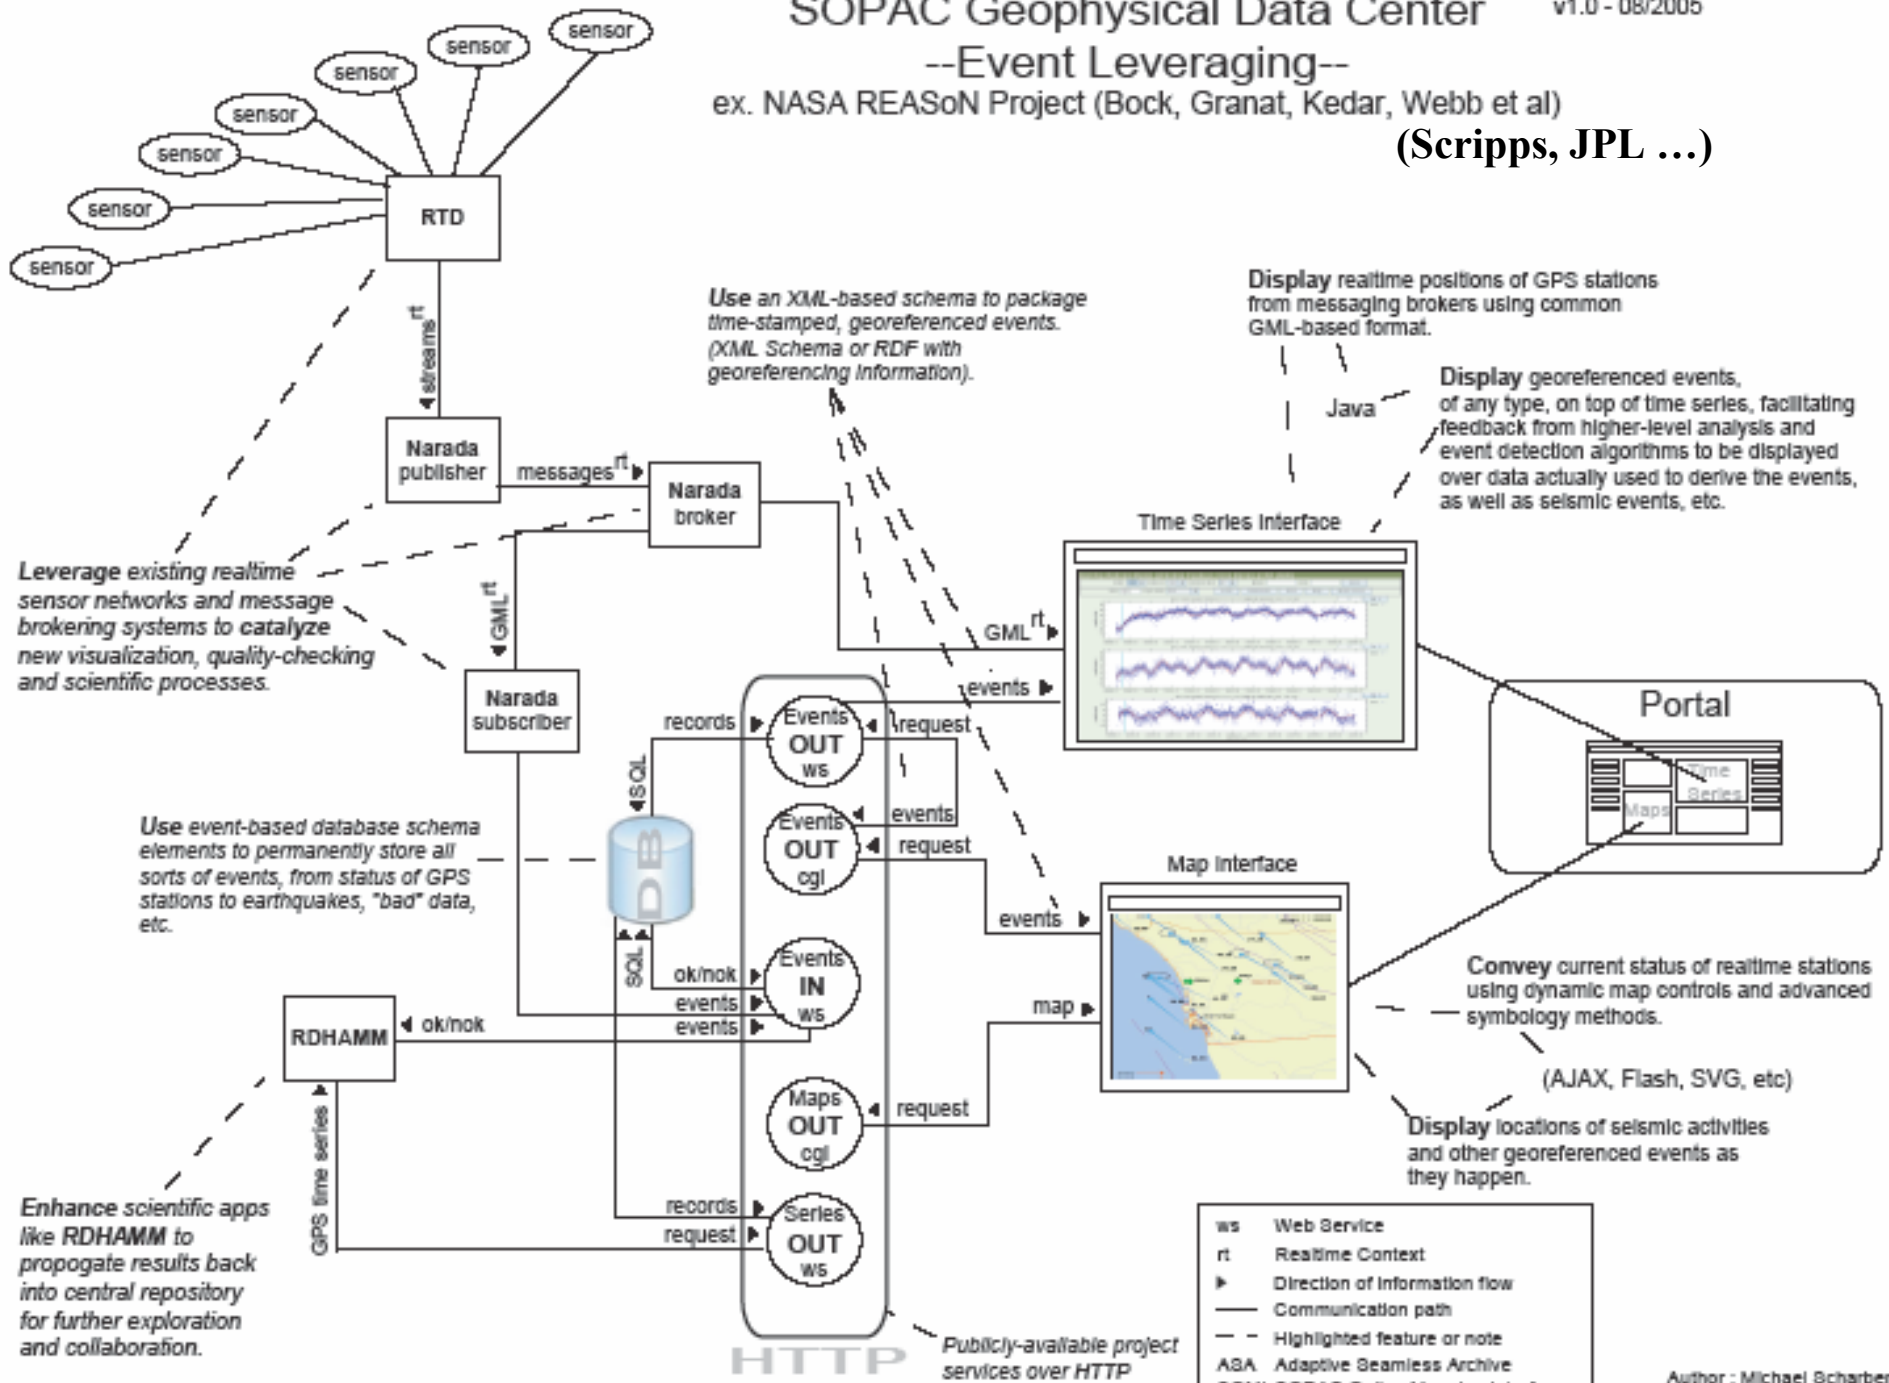 SOPAC Geophysical Data Center
v1.0 - 08/2005
--Event Leveraging--
ex. NASA REASoN Project (Bock, Granat, Kedar, Webb et al)
(Scripps, JPL …)
sensor
sensor
sensor
sensor
sensor
sensor
sensor
RTD
streams rt
Narada
publisher
messages rt
Narada
broker
Use an XML-based schema to package
time-stamped, georeferenced events.
(XML Schema or RDF with
georeferencing information).
Display realtime positions of GPS stations
from messaging brokers using common
GML-based format.
Java
Display georeferenced events,
of any type, on top of time series, facilitating
feedback from higher-level analysis and
event detection algorithms to be displayed
over data actually used to derive the events,
as well as seismic events, etc.
Leverage existing realtime
sensor networks and message
brokering systems to catalyze
new visualization, quality-checking
and scientific processes.
GML rt
Narada
subscriber
Time Series Interface
GML rt
events
Portal
Time
Series
Maps
records
Events
OUT
ws
request
SQL
events
Events
OUT
cgi
request
Use event-based database schema
elements to permanently store all
sorts of events, from status of GPS
stations to earthquakes, "bad" data,
etc.
DB
SQL
Map Interface
events
map
ok/nok
events
events
Events
IN
ws
RDHAMM
ok/nok
GPS time series
Convey current status of realtime stations
using dynamic map controls and advanced
symbology methods.
(AJAX, Flash, SVG, etc)
Display locations of seismic activities
and other georeferenced events as
they happen.
Maps
OUT
cgi
request
records
request
Series
OUT
ws
Enhance scientific apps
like RDHAMM to
propogate results back
into central repository
for further exploration
and collaboration.
HTTP
Publicly-available project
services over HTTP
ws Web Service
rt Realtime Context
Direction of information flow
Communication path
Highlighted feature or note
ASA Adaptive Seamless Archive
Author : Michael Scharber